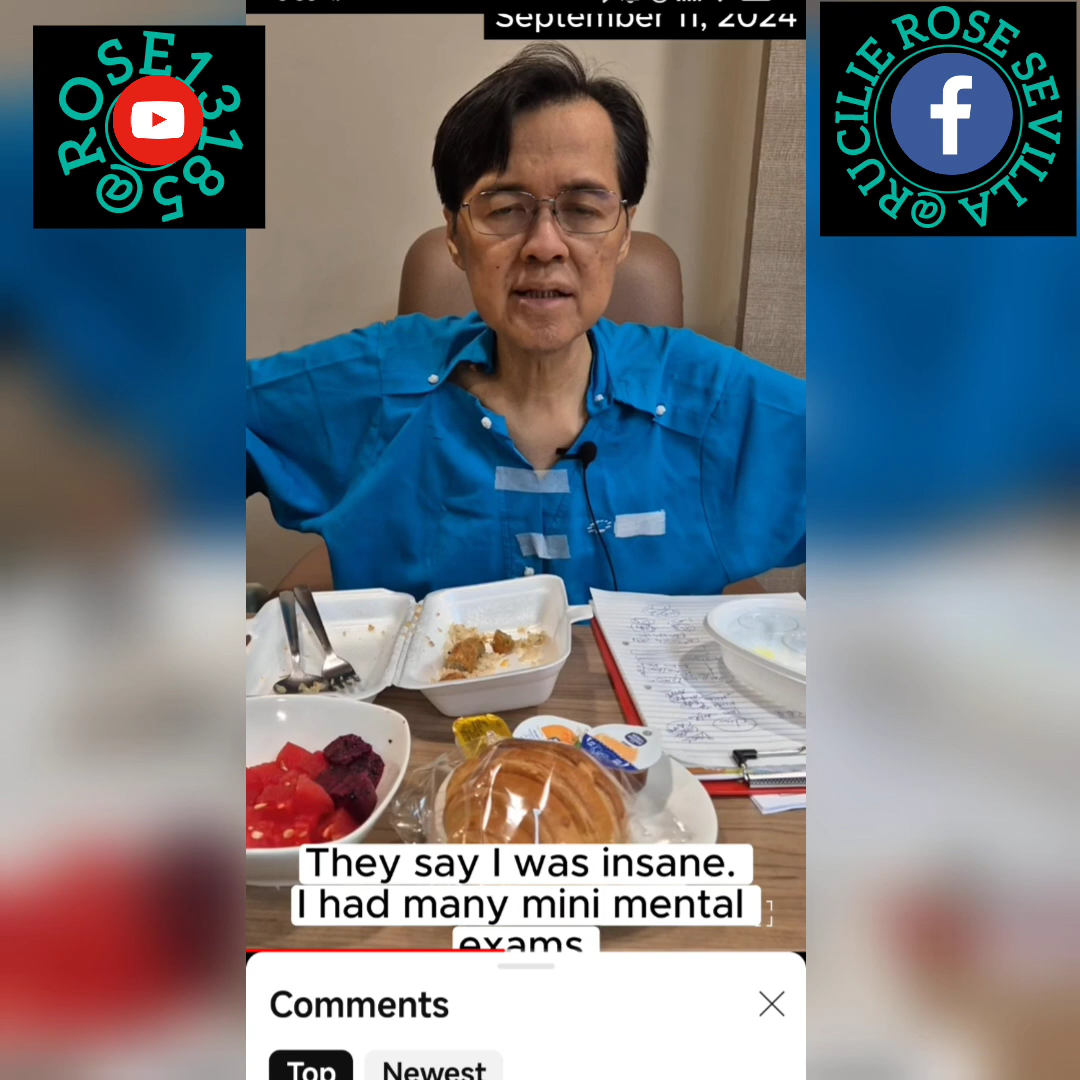 September 11, 2024
@ROSE13185
@RUCILIE ROSE SEVILLA
They say I was insane.
I had many mini mental
exams
Comments
Top
Newest